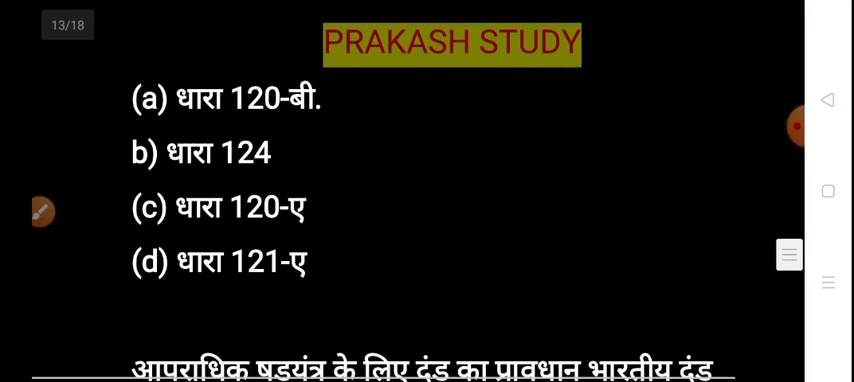 13/18
PRAKASH STUDY
(a) धारा 120-बी.
b) धारा 124
(c) धारा 120-ए
(d) धारा 121-ए
आपराधिक षडयंत्र के लिए दंड का प्रावधान भारतीय दंड